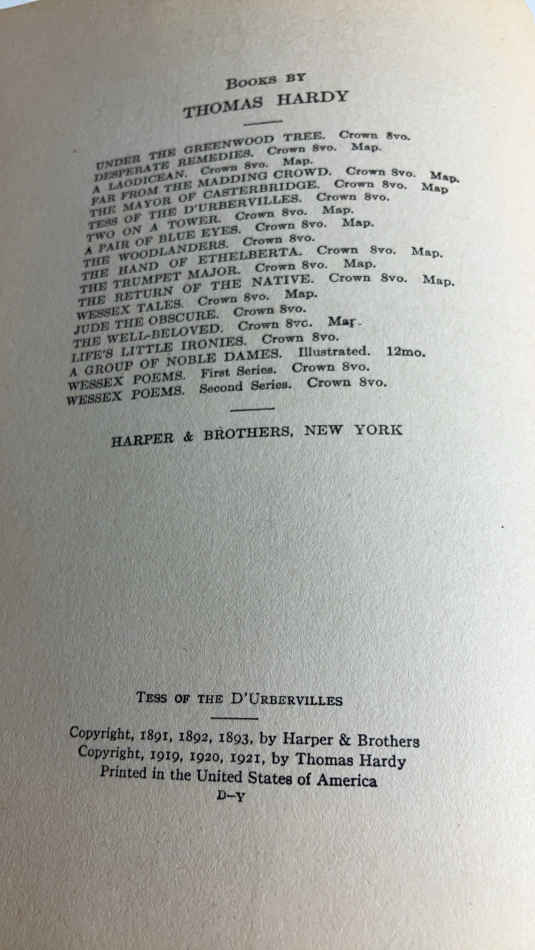 BOOKS BY
THOMAS HARDY
UNDER THE GREENWOOD TREE. Crown 8vo.
DESPERATE REMEDIES. Crown 8vo. Map.
A LAODICEAN. Crown 8vo. Map.
FAR FROM THE MADDING CROWD. Crown 8vo. Map.
THE MAYOR OF CASTERBRIDGE. Crown 8vo. Map
TESS OF THE D'URBERVILLES. Crown 8vo.
TWO ON A TOWER. Crown 8vo. Map.
A PAIR OF BLUE EYES. Crown 8vo. Map.
THE WOODLANDERS. Crown 8vo.
THE HAND OF ETHELBERTA. Crown 8vo. Map.
THE TRUMPET MAJOR. Crown 8vo. Map.
THE RETURN OF THE NATIVE. Crown 8vo. Map.
WESSEX TALES. Crown 8vo. Map.
JUDE THE OBSCURE. Crown 8vo.
THE WELL-BELOVED. Crown 8vo. Map.
LIFE'S LITTLE IRONIES. Crown 8vo.
A GROUP OF NOBLE DAMES. Illustrated. 12mo.
WESSEX POEMS. First Series. Crown 8vo.
WESSEX POEMS. Second Series. Crown 8vo.
HARPER & BROTHERS, NEW YORK
TESS OF THE D'URBERVILLES
Copyright, 1891, 1892, 1893, by Harper & Brothers
Copyright, 1919, 1920, 1921, by Thomas Hardy
Printed in the United States of America
D-Y